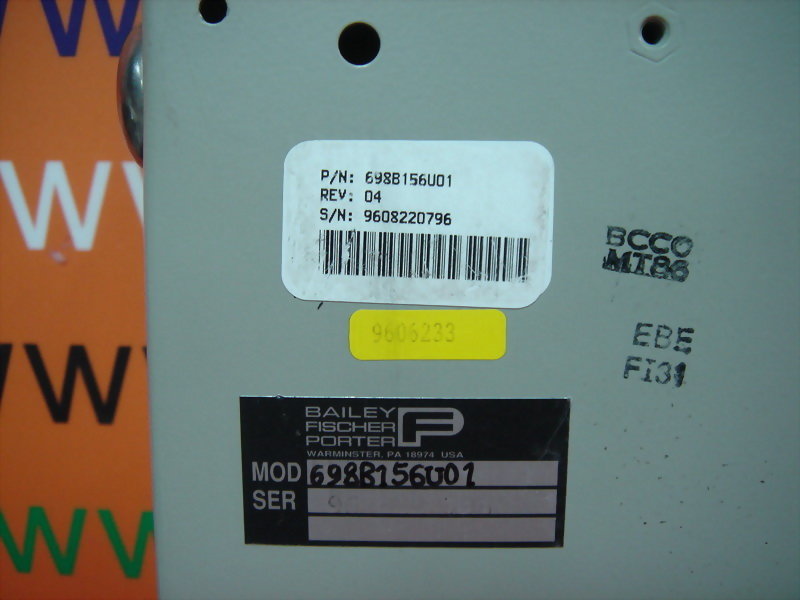 P/N: 698B156U01
REV: 04
S/N: 9608220796
BCCO
MT86
9606233
EBE
FI31
BAILEY
FISCHER
PORTER
WARMINSTER, PA 18974 USA
MOD 698B156U01
SER